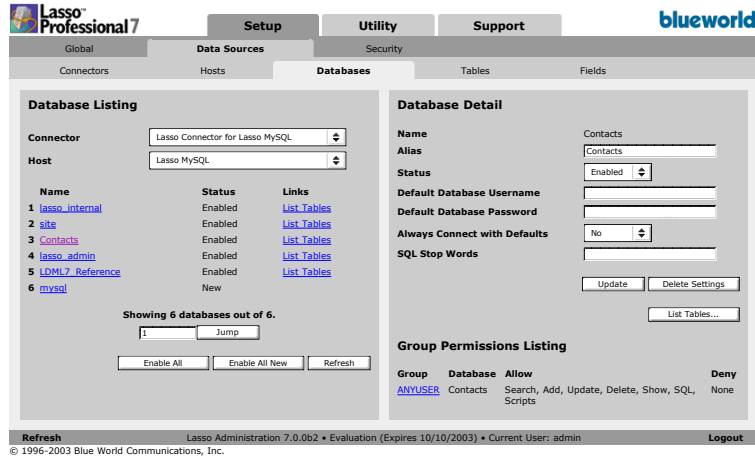 Lasso™
Professional 7
Setup Utility Support
blueworld
Global Data Sources Security
Connectors Hosts Databases Tables Fields
Database Listing
Connector Lasso Connector for Lasso MySQL
Host Lasso MySQL
Name Status Links
1 lasso_internal Enabled List Tables
2 site Enabled List Tables
3 Contacts Enabled List Tables
4 lasso_admin Enabled List Tables
5 LDML7_Reference Enabled List Tables
6 mysql New
Showing 6 databases out of 6.
1 Jump
Enable All Enable All New Refresh
Database Detail
Name Contacts
Alias Contacts
Status Enabled
Default Database Username
Default Database Password
Always Connect with Defaults No
SQL Stop Words
Update Delete Settings
List Tables...
Group Permissions Listing
Group Database Allow Deny
ANYUSER Contacts Search, Add, Update, Delete, Show, SQL, None
Scripts
Refresh Lasso Administration 7.0.0b2 • Evaluation (Expires 10/10/2003) • Current User: admin Logout
© 1996-2003 Blue World Communications, Inc.